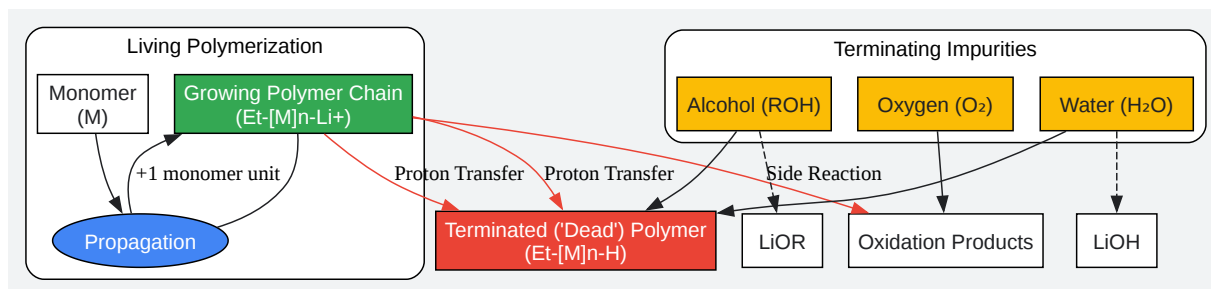 Living Polymerization
Monomer
(M)
Growing Polymer Chain
(Et-[M]n-Li+)
+1 monomer unit
Propagation
Proton Transfer
Proton Transfer
Side Reaction
Terminating Impurities
Alcohol (ROH)
Oxygen (O₂)
Water (H₂O)
Terminated ('Dead') Polymer
(Et-[M]n-H)
LiOR
Oxidation Products
LiOH